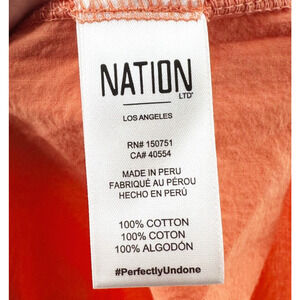 NATION
LTD
LOS ANGELES
RN# 150751
CA# 40554
MADE IN PERU
FABRIQUÉ AU PÉROU
HECHO EN PERÚ
100% COTTON
100% COTON
100% ALGODÓN
#PerfectlyUndone